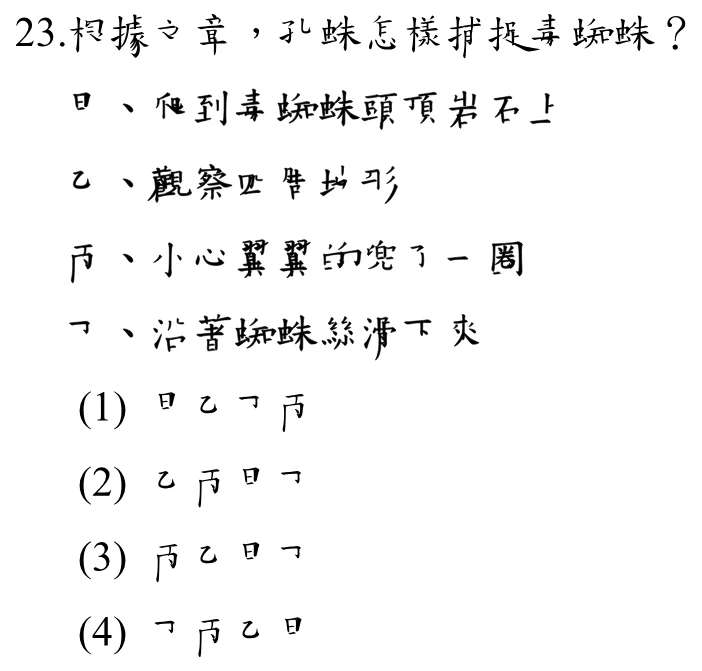 23.根據文章，孔蛛怎樣捕捉毒蜘蛛？
甲、爬到毒蜘蛛頭頂岩石上
乙、觀察四周地形
丙、小心翼翼的兜了一圈
丁、沿著蜘蛛絲滑下來
(1) 甲乙丁丙
(2) 乙丙甲丁
(3) 丙乙甲丁
(4) 丁丙乙甲